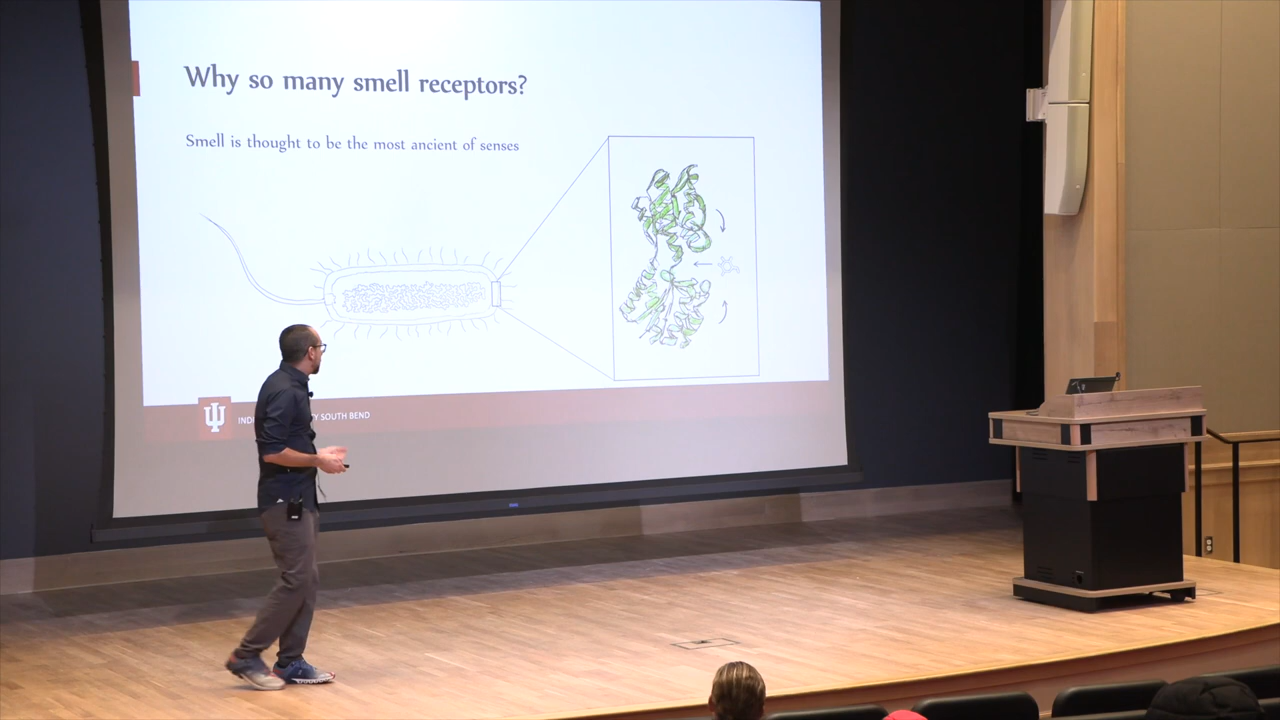 Why so many smell receptors?
Smell is thought to be the most ancient of senses
SOUTH BEND